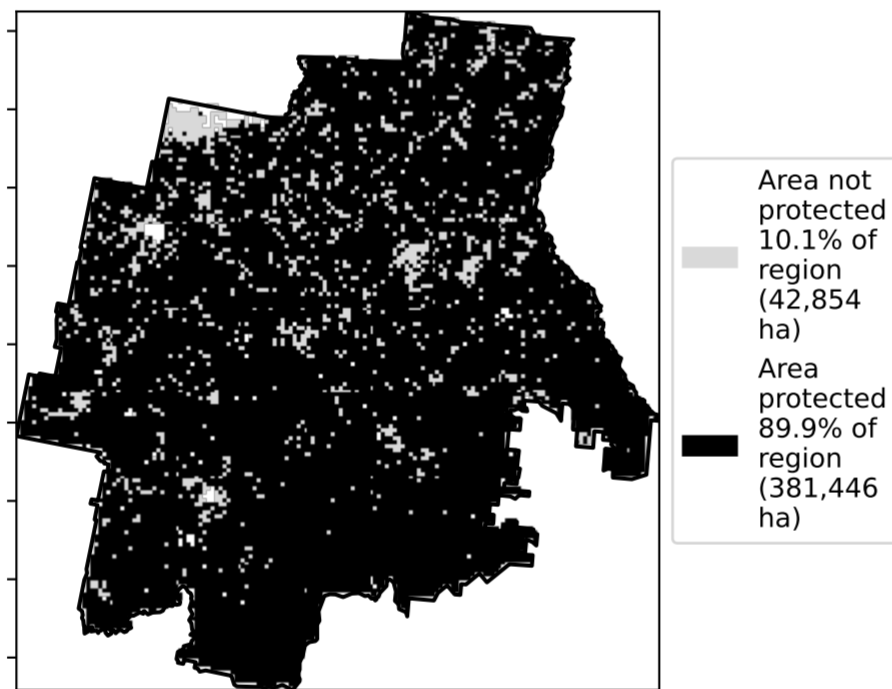 Area not
protected
10.1% of
region
(42,854
ha)
Area
protected
89.9% of
region
(381,446
ha)